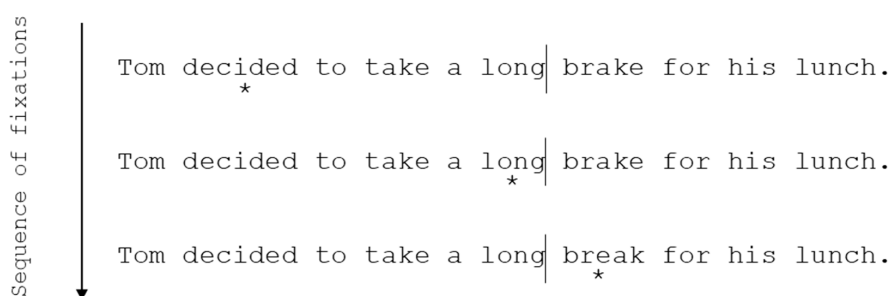 Sequence of fixations
Tom decided to take a long brake for his lunch.
*
Tom decided to take a long brake for his lunch.
*
Tom decided to take a long break for his lunch.
*